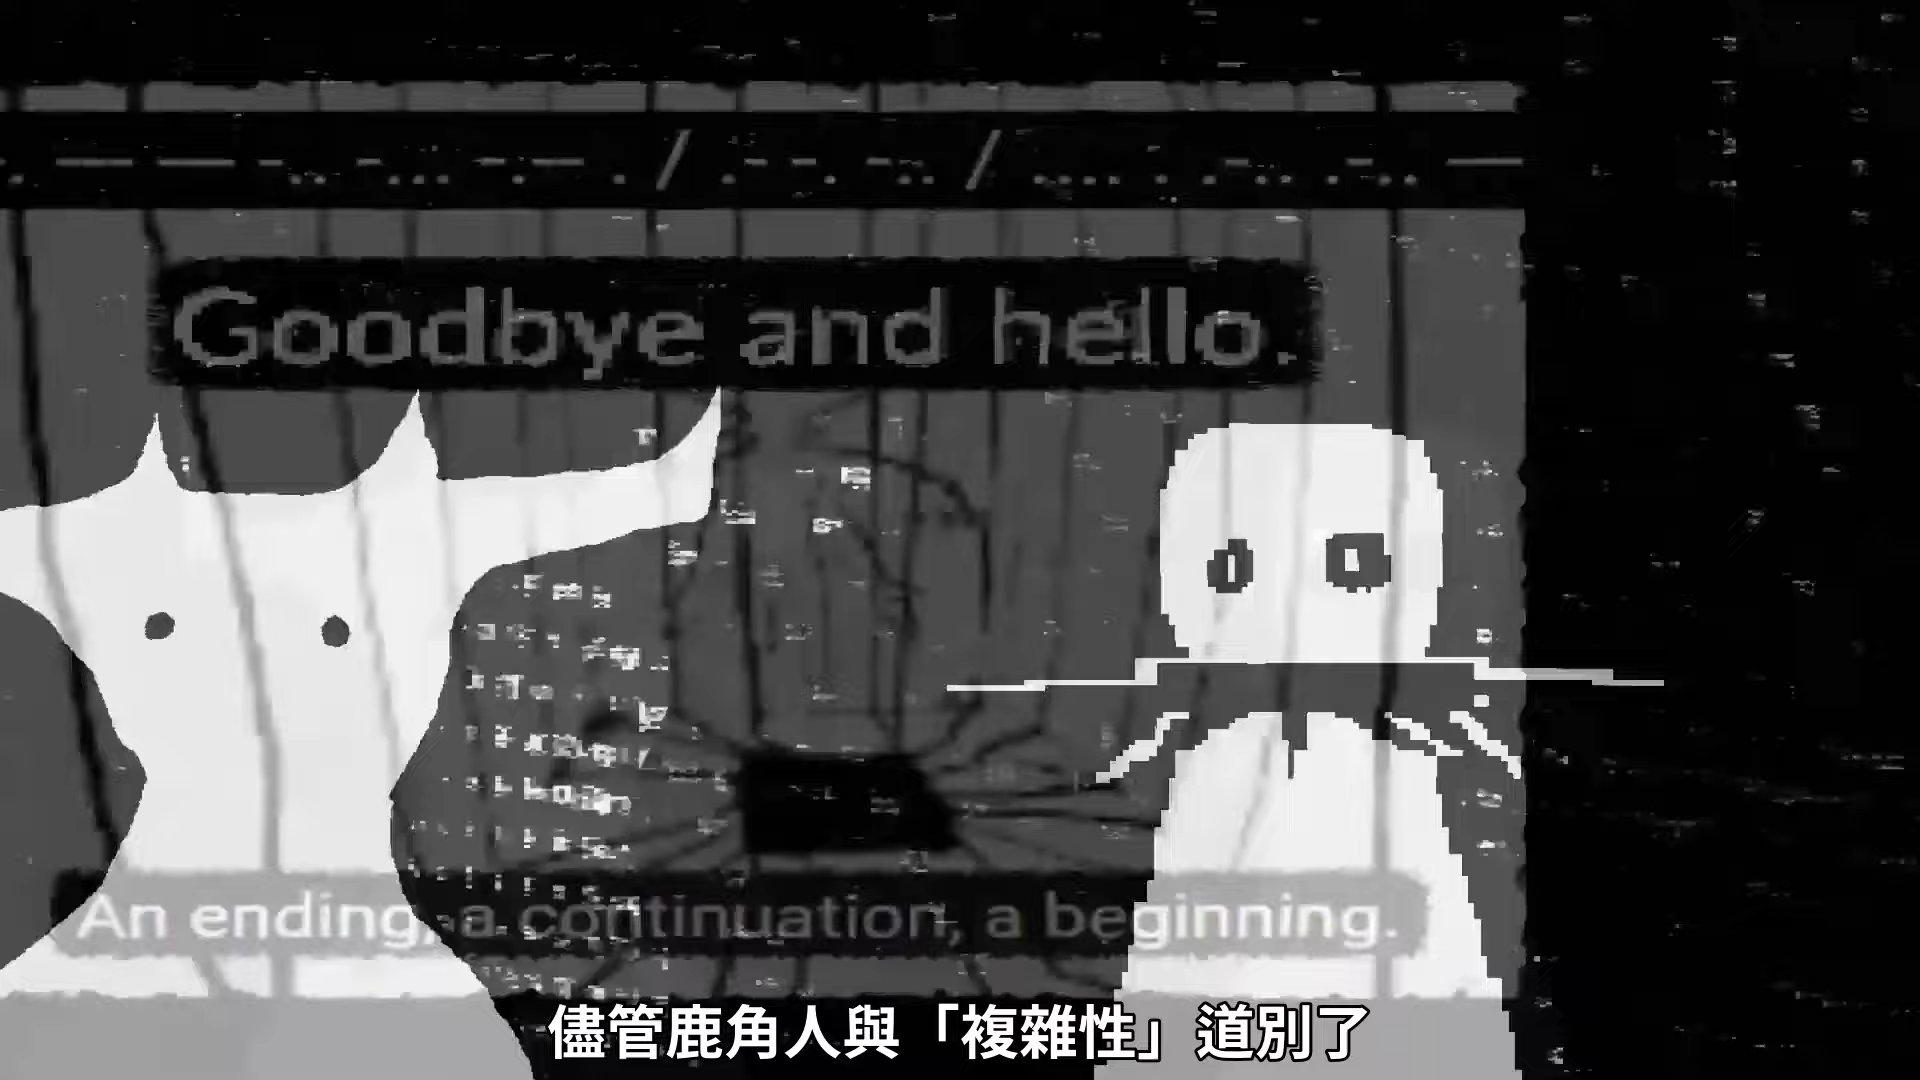 Goodbye and hello.
An ending, a continuation, a beginning.
儘管鹿角人與「複雜性」道別了